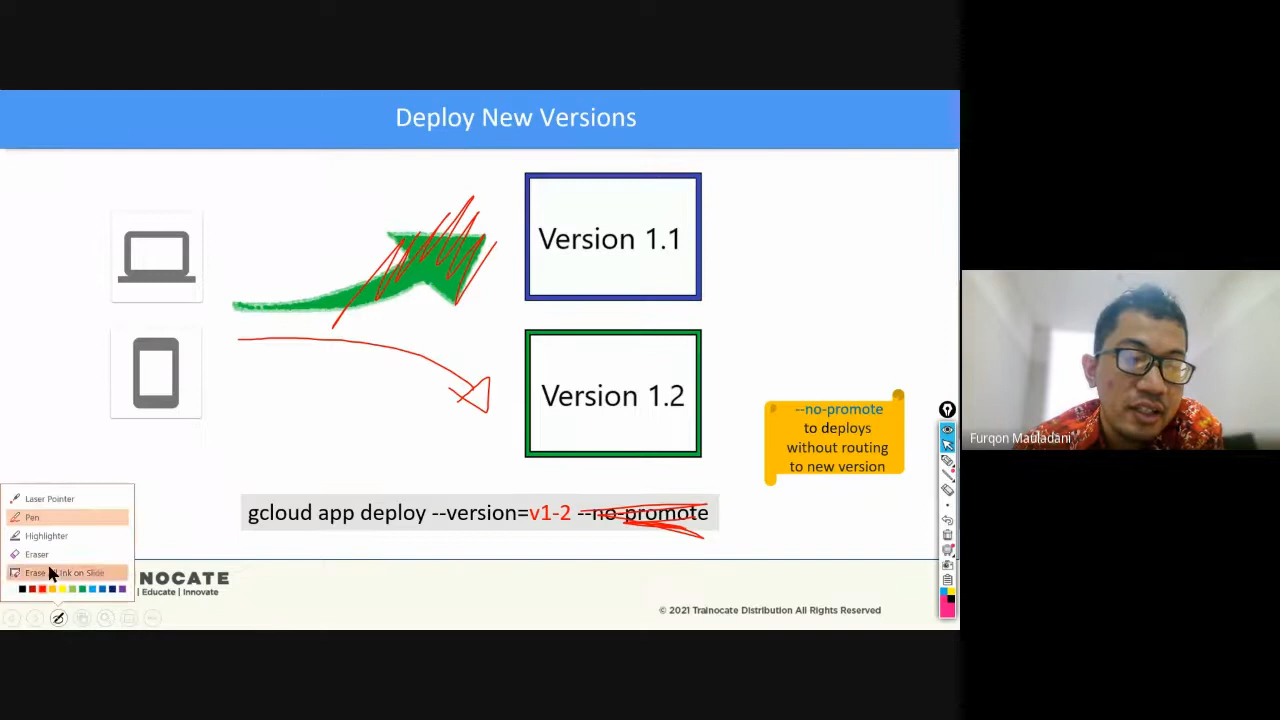 Deploy New Versions
Version 1.1
Version 1.2
--no-promote
to deploys
without routing
to new version
Furqon Mauladani
gcloud app deploy --version=v1-2 --no-promote
Laser Pointer
Pen
Highlighter
Eraser
Erase Ink on Slide
NOCATE
| Educate | Innovate
© 2021 Trainocate Distribution All Rights Reserved